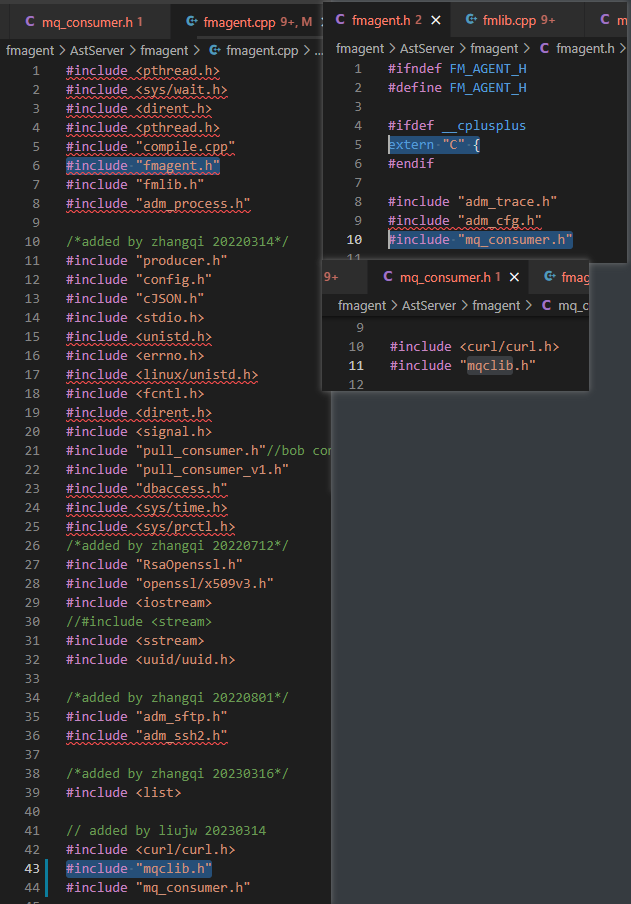 mq_consumer.h 1
fmagent.cpp 9+, M
fmagent > AstServer > fmagent > fmagent.cpp > ...
1 #include <pthread.h>
2 #include <sys/wait.h>
3 #include <dirent.h>
4 #include <pthread.h>
5 #include "compile.cpp"
6 #include "fmagent.h"
7 #include "fmlib.h"
8 #include "adm_process.h"
9
10 /*added by zhangqi 20220314*/
11 #include "producer.h"
12 #include "config.h"
13 #include "cJSON.h"
14 #include <stdio.h>
15 #include <unistd.h>
16 #include <errno.h>
17 #include <linux/unistd.h>
18 #include <fcntl.h>
19 #include <dirent.h>
20 #include <signal.h>
21 #include "pull_consumer.h"//bob con
22 #include "pull_consumer_v1.h"
23 #include "dbaccess.h"
24 #include <sys/time.h>
25 #include <sys/prctl.h>
26 /*added by zhangqi 20220712*/
27 #include "RsaOpenssl.h"
28 #include "openssl/x509v3.h"
29 #include <iostream>
30 //#include <stream>
31 #include <sstream>
32 #include <uuid/uuid.h>
33
34 /*added by zhangqi 20220801*/
35 #include "adm_sftp.h"
36 #include "adm_ssh2.h"
37
38 /*added by zhangqi 20230316*/
39 #include <list>
40
41 // added by liujw 20230314
42 #include <curl/curl.h>
43 #include "mqclib.h"
44 #include "mq_consumer.h"
C fmagent.h 2 ×
fmlib.cpp 9+
C m
fmagent > AstServer > fmagent > C fmagent.h >
1 #ifndef FM_AGENT_H
2 #define FM_AGENT_H
3
4 #ifdef __cplusplus
5 extern "C" {
6 #endif
7
8 #include "adm_trace.h"
9 #include "adm_cfg.h"
10 #include "mq_consumer.h"
11
9+
C mq_consumer.h 1 ×
fmag
fmagent > AstServer > fmagent > C mq_c
9
10 #include <curl/curl.h>
11 #include "mqclib.h"
12